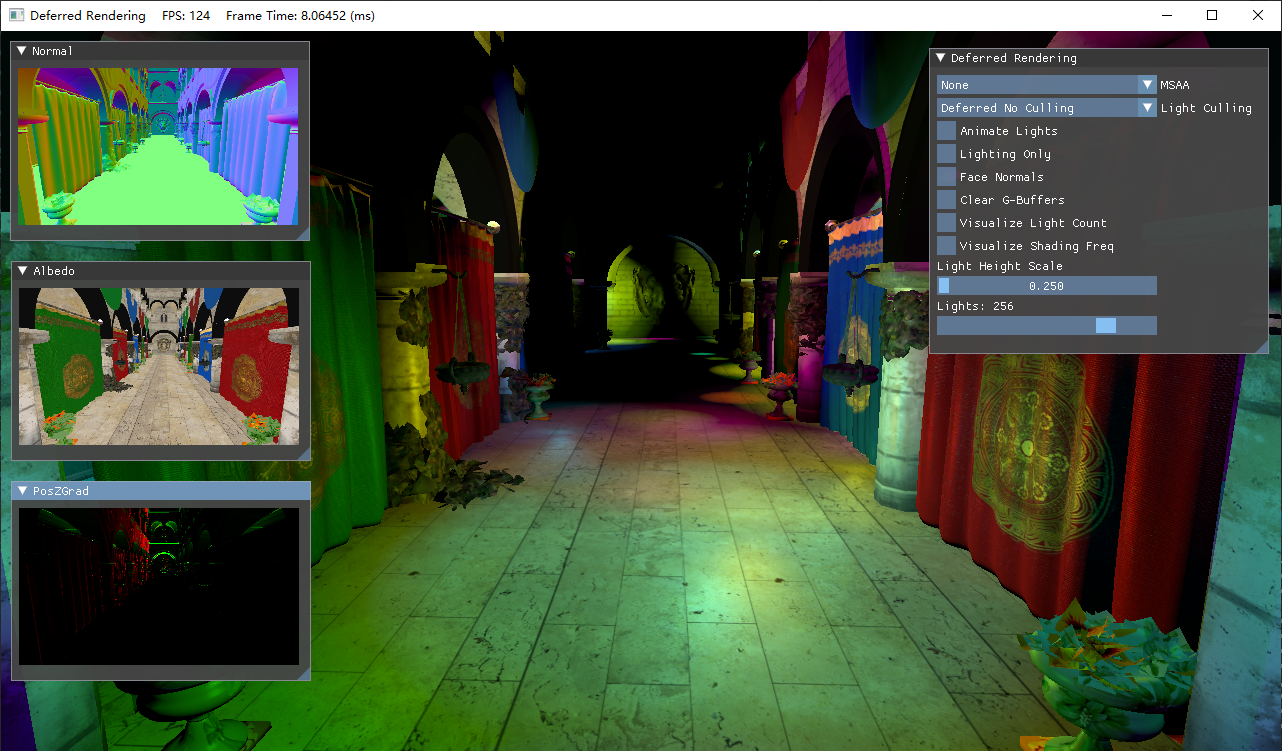 Deferred Rendering FPS: 124 Frame Time: 8.06452 (ms)
Normal
Albedo
PosZGrad
Deferred Rendering
None MSAA
Deferred No Culling Light Culling
Animate Lights
Lighting Only
Face Normals
Clear G-Buffers
Visualize Light Count
Visualize Shading Freq
Light Height Scale
0.250
Lights: 256